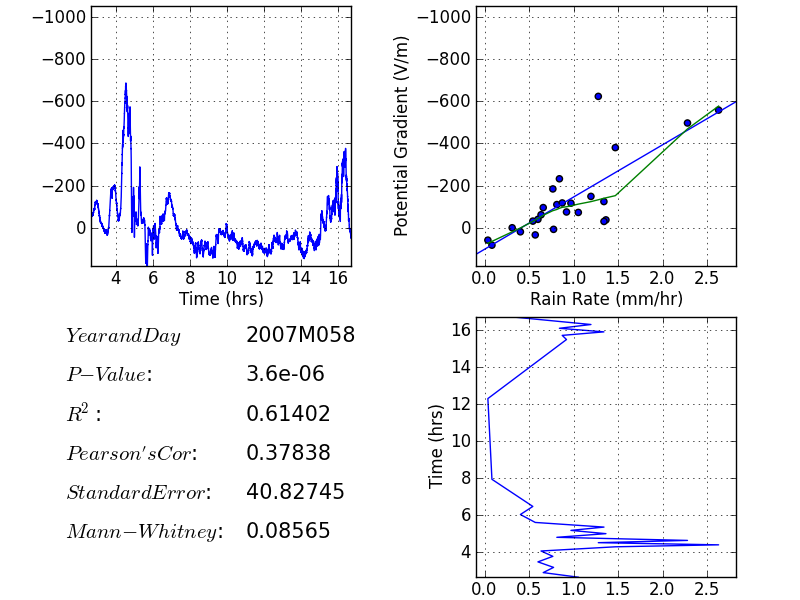 −1000
−800
−600
−400
−200
0
4 6 8 10 12 14 16
Time (hrs)
Potential Gradient (V/m)
−1000
−800
−600
−400
−200
0
0.0 0.5 1.0 1.5 2.0 2.5
Rain Rate (mm/hr)
YearandDay 2007M058
P−Value: 3.6e-06
R²: 0.61402
Pearson'sCor: 0.37838
StandardError: 40.82745
Mann−Whitney: 0.08565
Time (hrs)
16
14
12
10
8
6
4
0.0 0.5 1.0 1.5 2.0 2.5